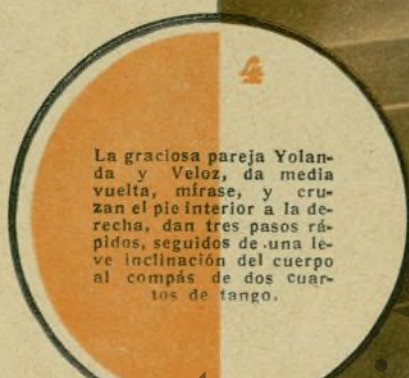 4
La graciosa pareja Yolan-
da y Veloz, da media
vuelta, mírase, y cru-
zan el pie interior a la de-
recha, dan tres pasos rá-
pidos, seguidos de una le-
ve inclinación del cuerpo
al compás de dos cuar-
tos de tango.